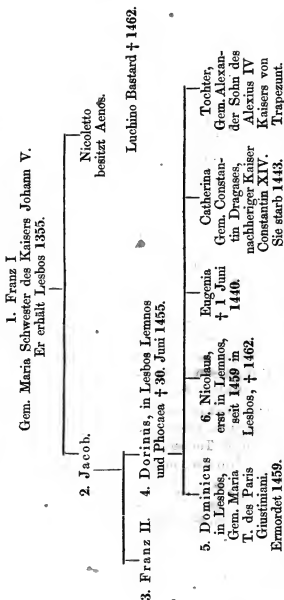 1. Franz I
Gem. Maria Schwester des Kaisers Johann V.
Er erhält Lesbos 1355.
2. Jacob.
Nicoletto
besitzt Aenos.
Luchino Bastard † 1462.
3. Franz II.
4. Dorinus, in Lesbos Lemnos
und Phocaea † 30. Juni 1455.
5. Dominicus
in Lesbos,
Gem. Maria
T. des Paris
Giustiniani.
Ermordet 1459.
6. Nicolaus,
erst in Lemnos,
seit 1459 in
Lesbos, † 1462.
Eugenia
† 1 Juni
1440.
Catherina
Gem. Constan-
tin Dragases,
nachheriger Kaiser
Constantin XIV.
Sie starb 1443.
Tochter,
Gem. Alexan-
der Sohn des
Alexius IV
Kaisers von
Trapezunt.